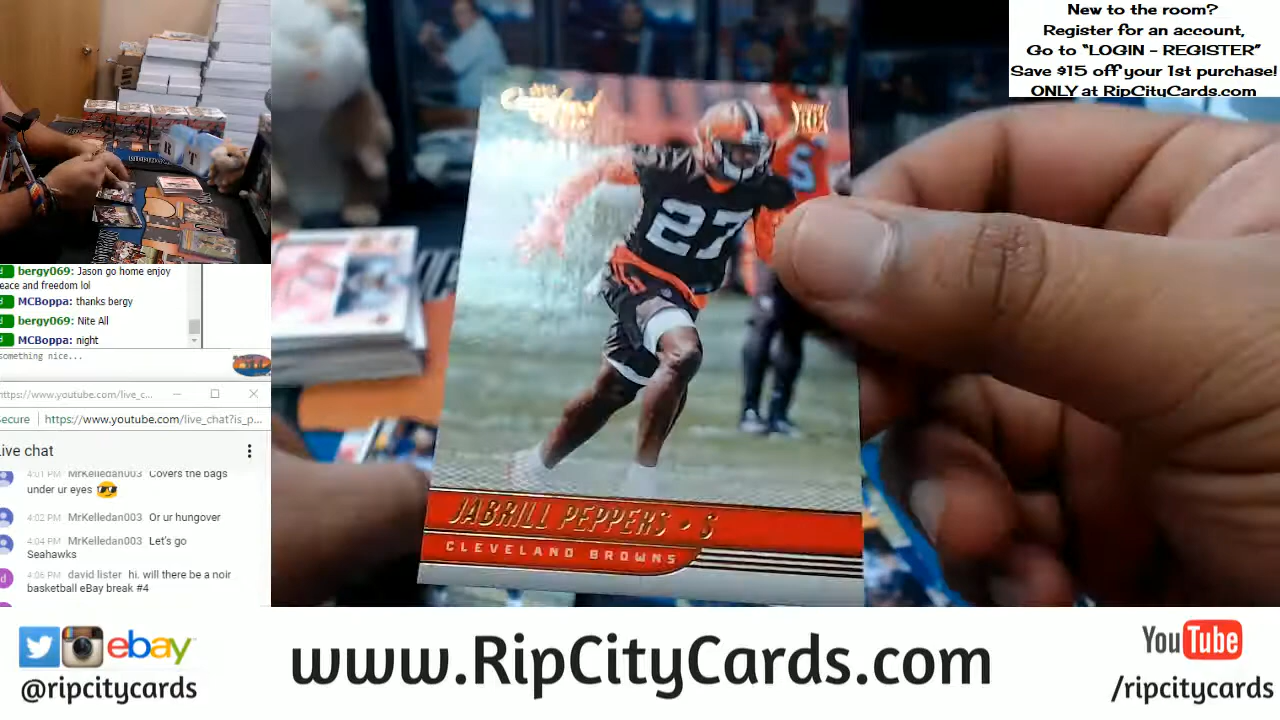 New to the room?
Register for an account,
Go to “LOGIN - REGISTER”
Save $15 off your 1st purchase!
ONLY at RipCityCards.com
bergy069: Jason go home enjoy
eace and freedom lol
MCBoppa: thanks bergy
bergy069: Nite All
MCBoppa: night
something nice...
https://www.youtube.com/live_c...
ecure https://www.youtube.com/live_chat?is_p...
ive chat
4:01 PM MrKelledan003 Covers the bags
under ur eyes
4:02 PM MrKelledan003 Or ur hungover
4:04 PM MrKelledan003 Let's go
Seahawks
4:06 PM david lister hi. will there be a noir
basketball eBay break #4
d
27
S
JABRILL PEPPERS • S
CLEVELAND BROWNS
ebay
@ripcitycards
www.RipCityCards.com
YouTube
/ripcitycards